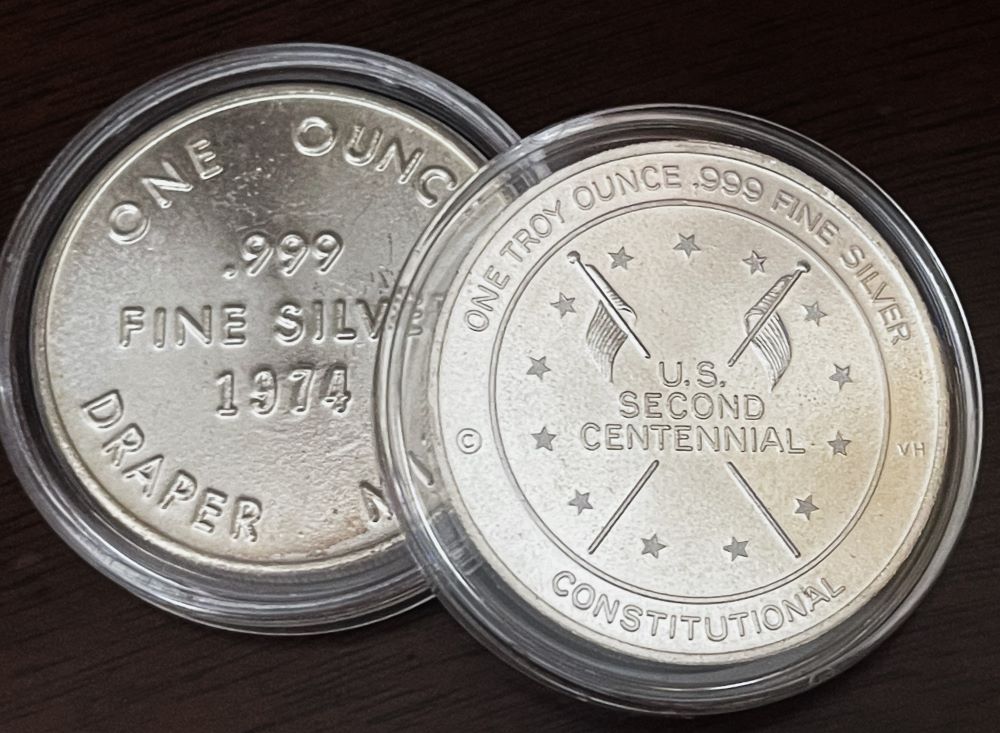 ONE OUNC
.999
FINE SILVE
1974
DRAPER M
ONE TROY OUNCE .999 FINE SILVER
U.S.
SECOND
CENTENNIAL
© VH
CONSTITUTIONAL